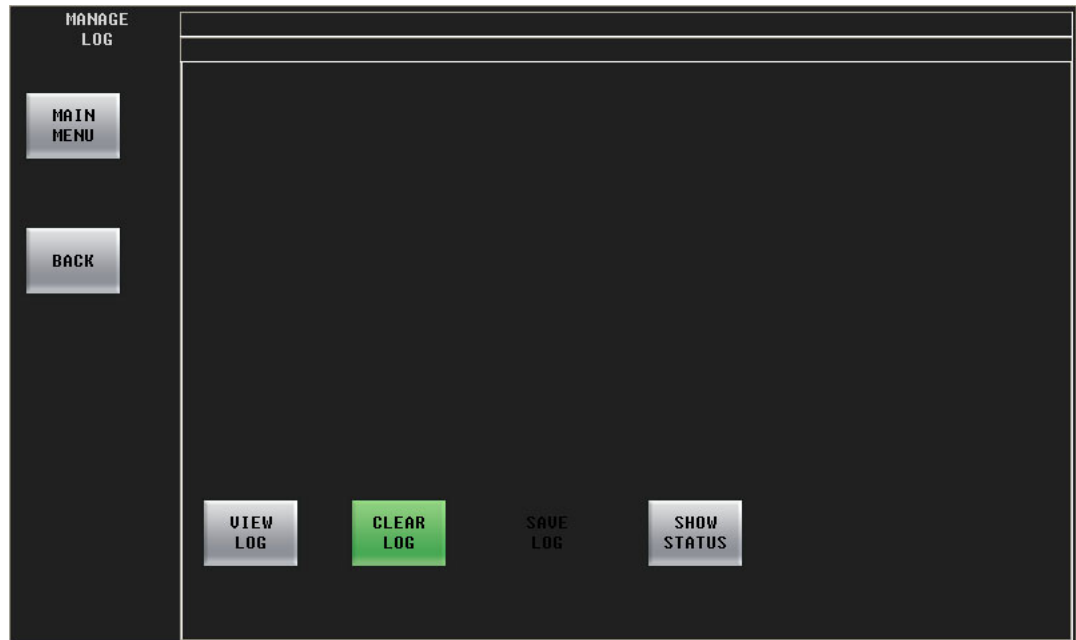 MANAGE
LOG
MAIN
MENU
BACK
VIEW
LOG
CLEAR
LOG
SAVE
LOG
SHOW
STATUS